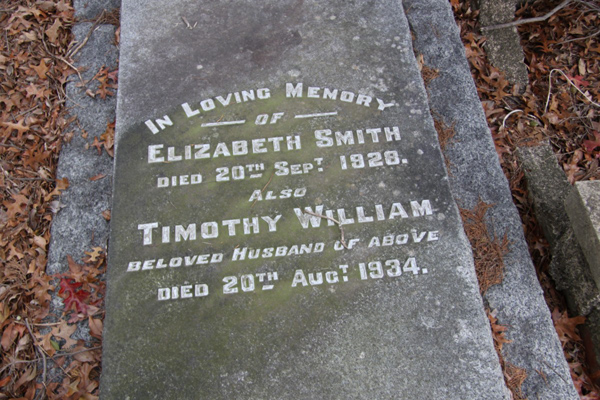 IN LOVING MEMORY
OF
ELIZABETH SMITH
DIED 20TH SEPT. 1928.
ALSO
TIMOTHY WILLIAM
BELOVED HUSBAND OF ABOVE
DIED 20TH AUGT. 1934.